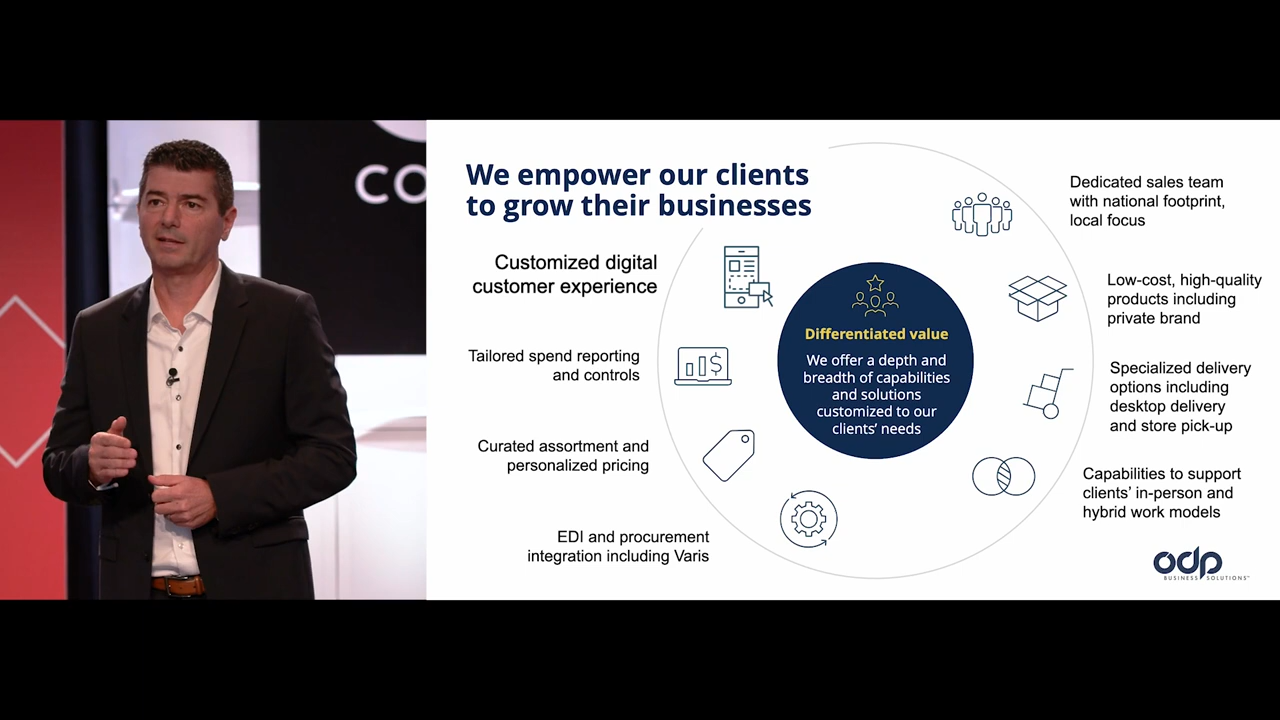 CO
We empower our clients
to grow their businesses
Customized digital
customer experience
Tailored spend reporting
and controls
Curated assortment and
personalized pricing
EDI and procurement
integration including Varis
Differentiated value
We offer a depth and
breadth of capabilities
and solutions
customized to our
clients’ needs
Dedicated sales team
with national footprint,
local focus
Low-cost, high-quality
products including
private brand
Specialized delivery
options including
desktop delivery
and store pick-up
Capabilities to support
clients’ in-person and
hybrid work models
odp
BUSINESS SOLUTIONS™